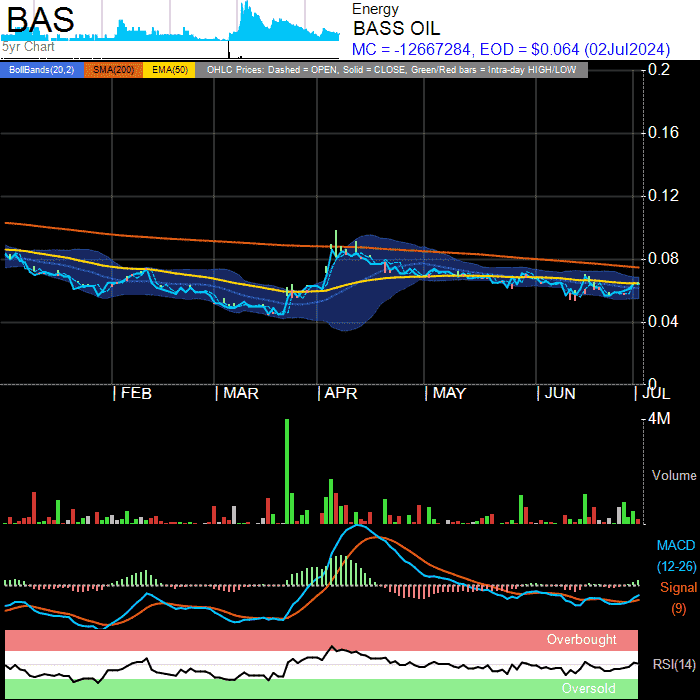 BAS
5yr Chart
Energy
BASS OIL
MC = -12667284, EOD = $0.064 (02Jul2024)
BollBands(20,2) SMA(200) EMA(50) OHLC Prices: Dashed = OPEN, Solid = CLOSE, Green/Red bars = Intra-day HIGH/LOW
0.2
0.16
0.12
0.08
0.04
0
FEB MAR APR MAY JUN JUL
4M
Volume
MACD
(12-26)
Signal
(9)
Overbought
RSI(14)
Oversold